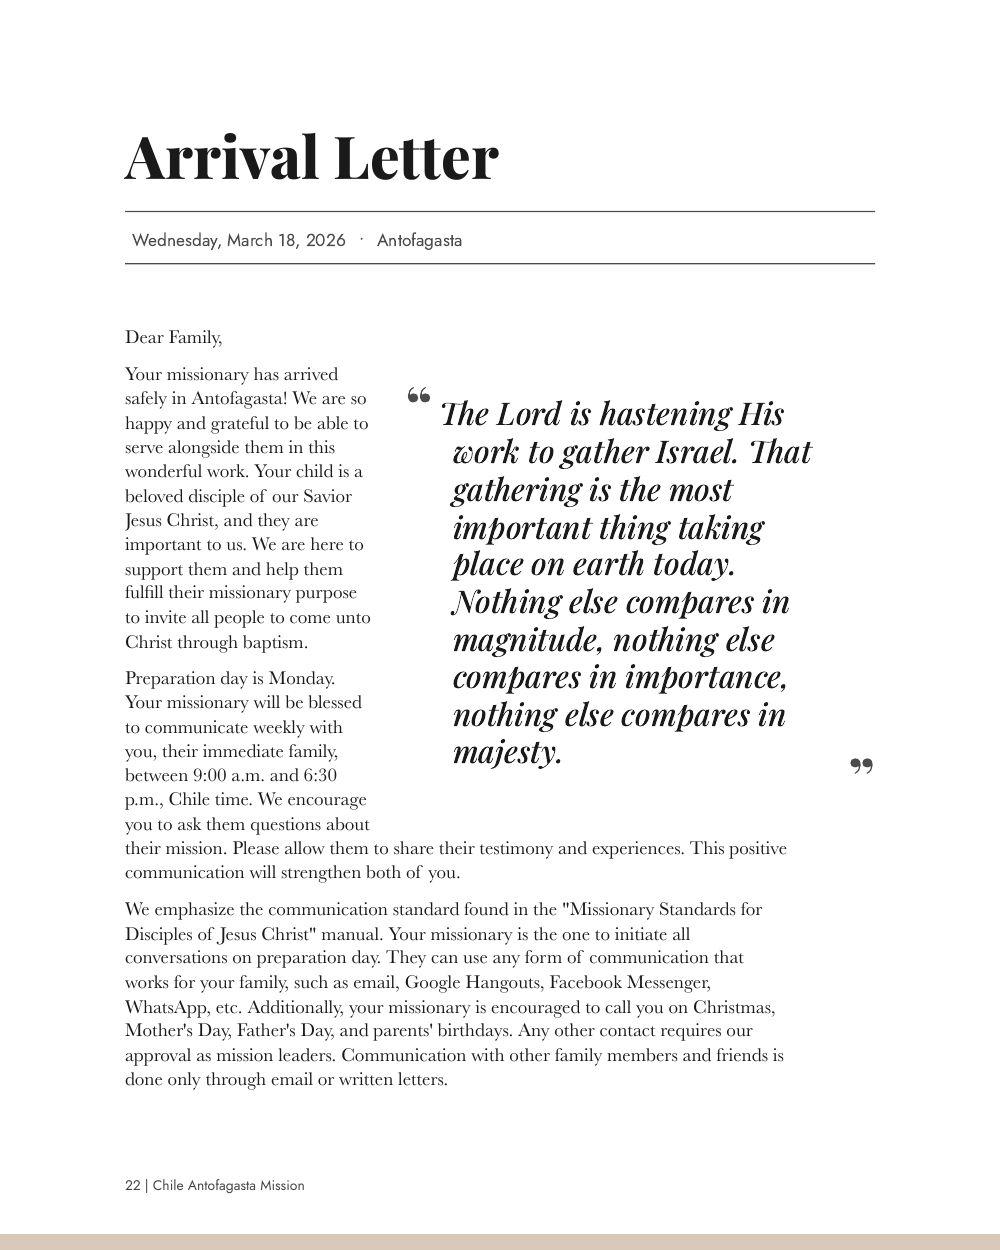 Arrival Letter
Wednesday, March 18, 2026 · Antofagasta
Dear Family,
Your missionary has arrived
safely in Antofagasta! We are so
happy and grateful to be able to
serve alongside them in this
wonderful work. Your child is a
beloved disciple of our Savior
Jesus Christ, and they are
important to us. We are here to
support them and help them
fulfill their missionary purpose
to invite all people to come unto
Christ through baptism.
Preparation day is Monday.
Your missionary will be blessed
to communicate weekly with
you, their immediate family,
between 9:00 a.m. and 6:30
p.m., Chile time. We encourage
you to ask them questions about
their mission. Please allow them to share their testimony and experiences. This positive
communication will strengthen both of you.
“ The Lord is hastening His
work to gather Israel. That
gathering is the most
important thing taking
place on earth today.
Nothing else compares in
magnitude, nothing else
compares in importance,
nothing else compares in
majesty. ”
We emphasize the communication standard found in the "Missionary Standards for
Disciples of Jesus Christ" manual. Your missionary is the one to initiate all
conversations on preparation day. They can use any form of communication that
works for your family, such as email, Google Hangouts, Facebook Messenger,
WhatsApp, etc. Additionally, your missionary is encouraged to call you on Christmas,
Mother's Day, Father's Day, and parents' birthdays. Any other contact requires our
approval as mission leaders. Communication with other family members and friends is
done only through email or written letters.
22 | Chile Antofagasta Mission